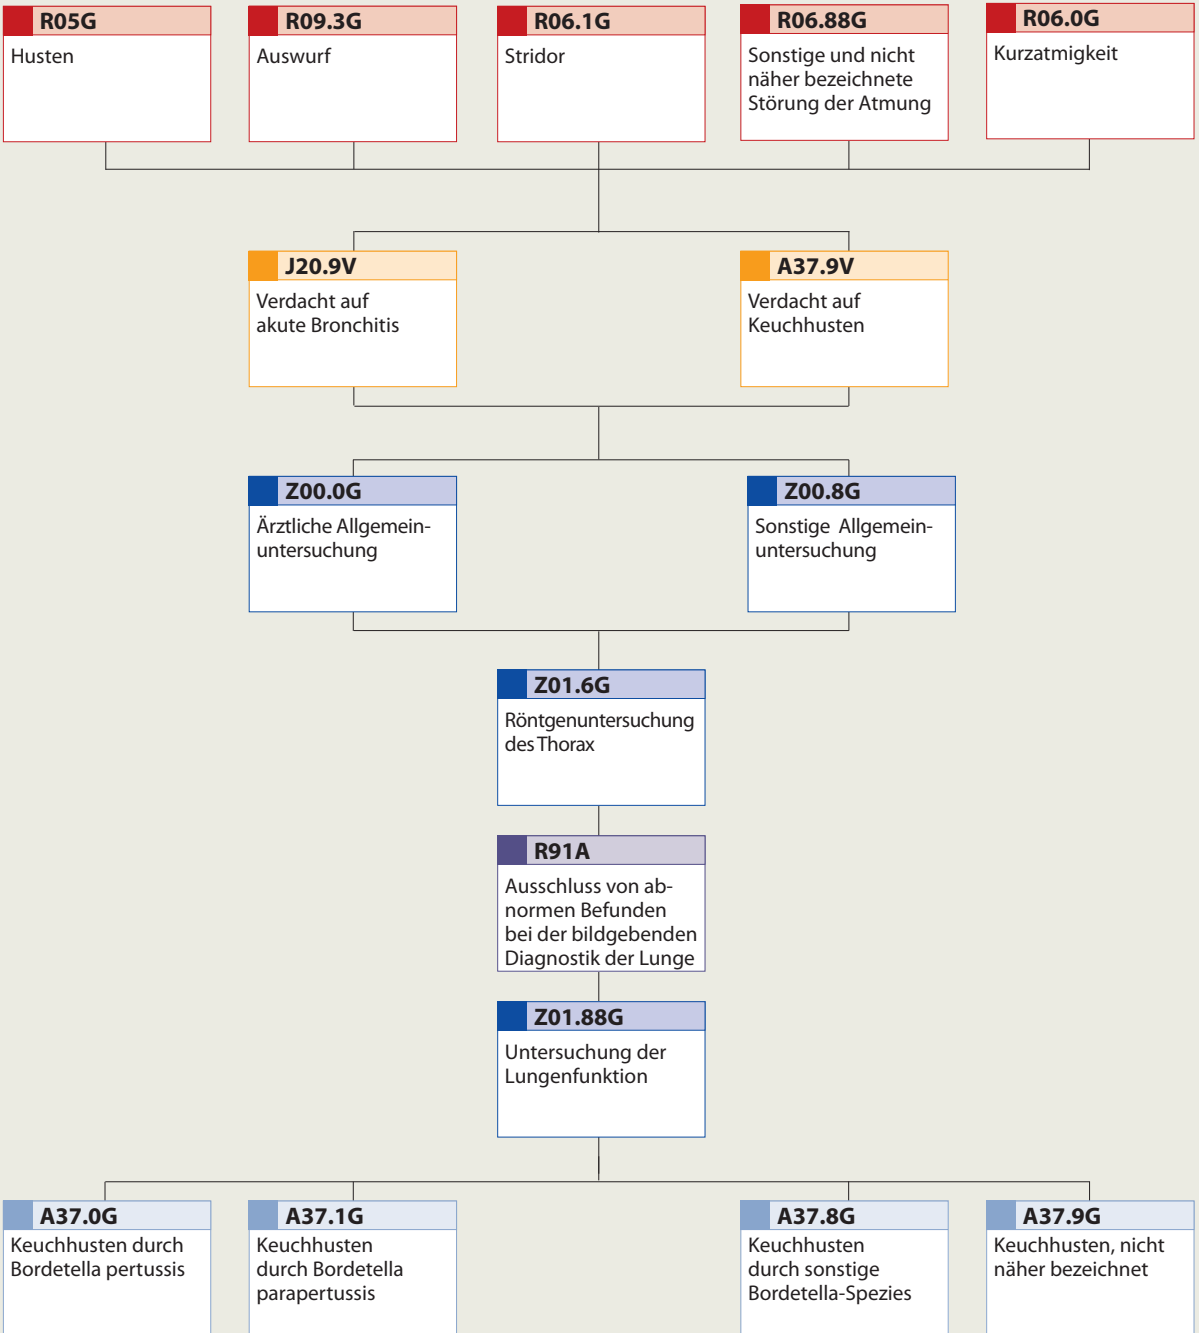 R05G
Husten
R09.3G
Auswurf
R06.1G
Stridor
R06.88G
Sonstige und nicht
näher bezeichnete
Störung der Atmung
R06.0G
Kurzatmigkeit
J20.9V
Verdacht auf
akute Bronchitis
A37.9V
Verdacht auf
Keuchhusten
Z00.0G
Ärztliche Allgemein-
untersuchung
Z00.8G
Sonstige Allgemein-
untersuchung
Z01.6G
Röntgenuntersuchung
des Thorax
R91A
Ausschluss von ab-
normen Befunden
bei der bildgebenden
Diagnostik der Lunge
Z01.88G
Untersuchung der
Lungenfunktion
A37.0G
Keuchhusten durch
Bordetella pertussis
A37.1G
Keuchhusten
durch Bordetella
parapertussis
A37.8G
Keuchhusten
durch sonstige
Bordetella-Spezies
A37.9G
Keuchhusten, nicht
näher bezeichnet